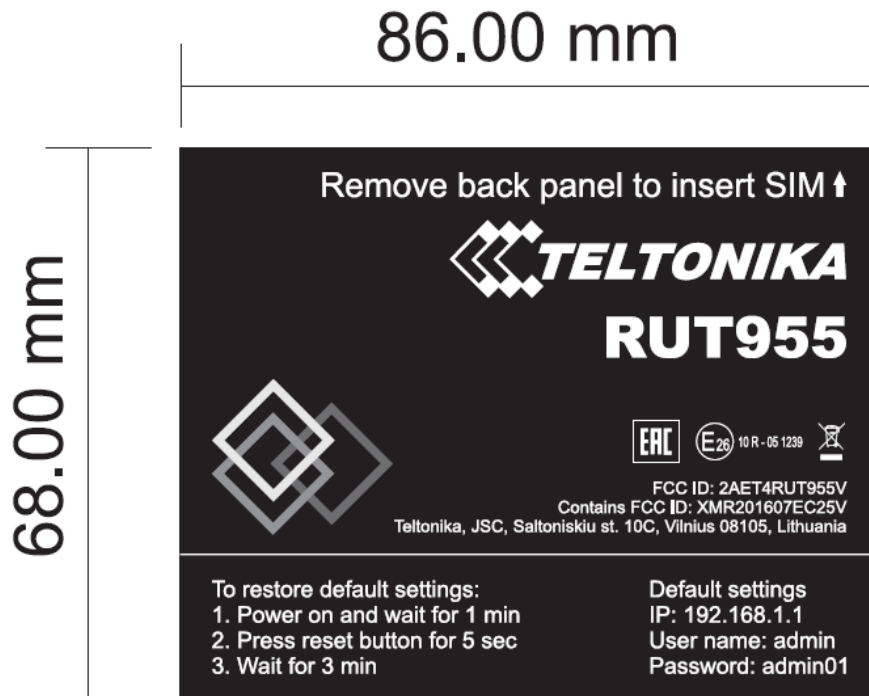 86.00 mm
68.00 mm
Remove back panel to insert SIM
TELTONIKA
RUT955
EAC E26 10 R - 05 1239
FCC ID: 2AET4RUT955V
Contains FCC ID: XMR201607EC25V
Teltonika, JSC, Saltoniskiu st. 10C, Vilnius 08105, Lithuania
To restore default settings:
1. Power on and wait for 1 min
2. Press reset button for 5 sec
3. Wait for 3 min
Default settings
IP: 192.168.1.1
User name: admin
Password: admin01